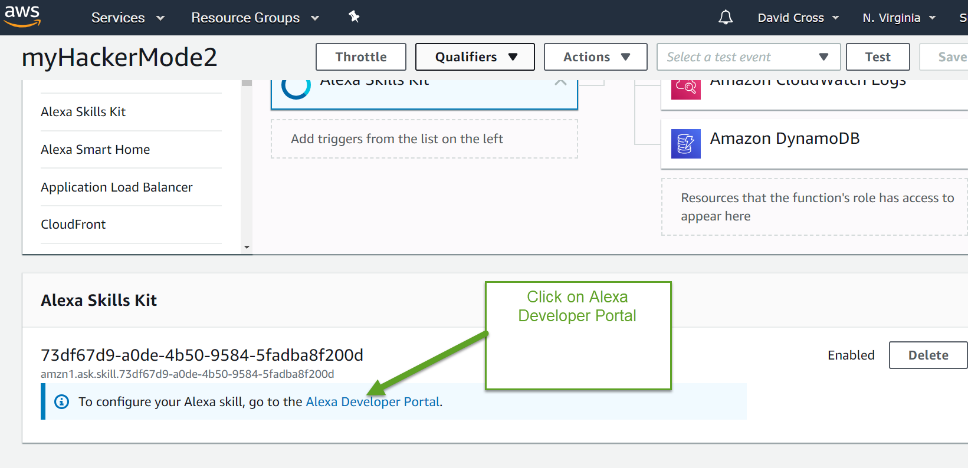 aws
Services
Resource Groups
David Cross
N. Virginia
S
myHackerMode2
Throttle
Qualifiers
Actions
Select a test event
Test
Save
Alexa Skills Kit
Amazon CloudWatch Logs
Alexa Skills Kit
Add triggers from the list on the left
Amazon DynamoDB
Alexa Smart Home
Application Load Balancer
Resources that the function's role has access to
appear here
CloudFront
Alexa Skills Kit
Click on Alexa
Developer Portal
73df67d9-a0de-4b50-9584-5fadba8f200d
Enabled
Delete
amzn1.ask.skill.73df67d9-a0de-4b50-9584-5fadba8f200d
To configure your Alexa skill, go to the Alexa Developer Portal.